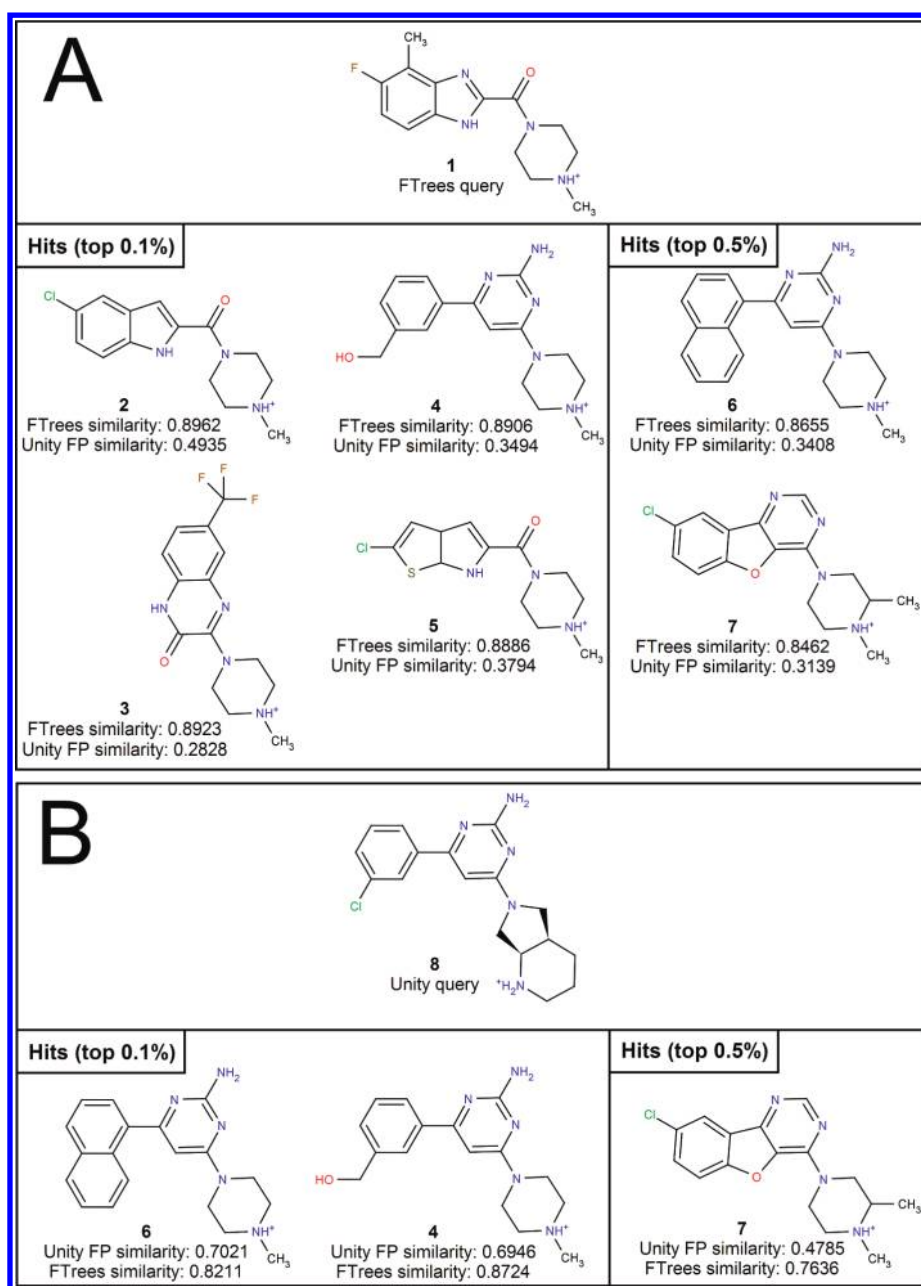 A
CH₃
F
N
O
NH
N
NH⁺
CH₃
1
FTrees query
Hits (top 0.1%)
Hits (top 0.5%)
Cl
O
NH
N
NH⁺
CH₃
2
FTrees similarity: 0.8962
Unity FP similarity: 0.4935
NH₂
N
N
HO
N
NH⁺
CH₃
4
FTrees similarity: 0.8906
Unity FP similarity: 0.3494
NH₂
N
N
N
NH⁺
CH₃
6
FTrees similarity: 0.8655
Unity FP similarity: 0.3408
F
F
F
HN
N
O
N
NH⁺
CH₃
3
FTrees similarity: 0.8923
Unity FP similarity: 0.2828
Cl
S
NH
O
N
NH⁺
CH₃
5
FTrees similarity: 0.8886
Unity FP similarity: 0.3794
Cl
N
N
O
N
CH₃
NH⁺
CH₃
7
FTrees similarity: 0.8462
Unity FP similarity: 0.3139
B
NH₂
N
N
Cl
N
⁺H₂N
8
Unity query
Hits (top 0.1%)
Hits (top 0.5%)
NH₂
N
N
N
NH⁺
CH₃
6
Unity FP similarity: 0.7021
FTrees similarity: 0.8211
NH₂
N
N
HO
N
NH⁺
CH₃
4
Unity FP similarity: 0.6946
FTrees similarity: 0.8724
Cl
N
N
O
N
CH₃
NH⁺
CH₃
7
Unity FP similarity: 0.4785
FTrees similarity: 0.7636